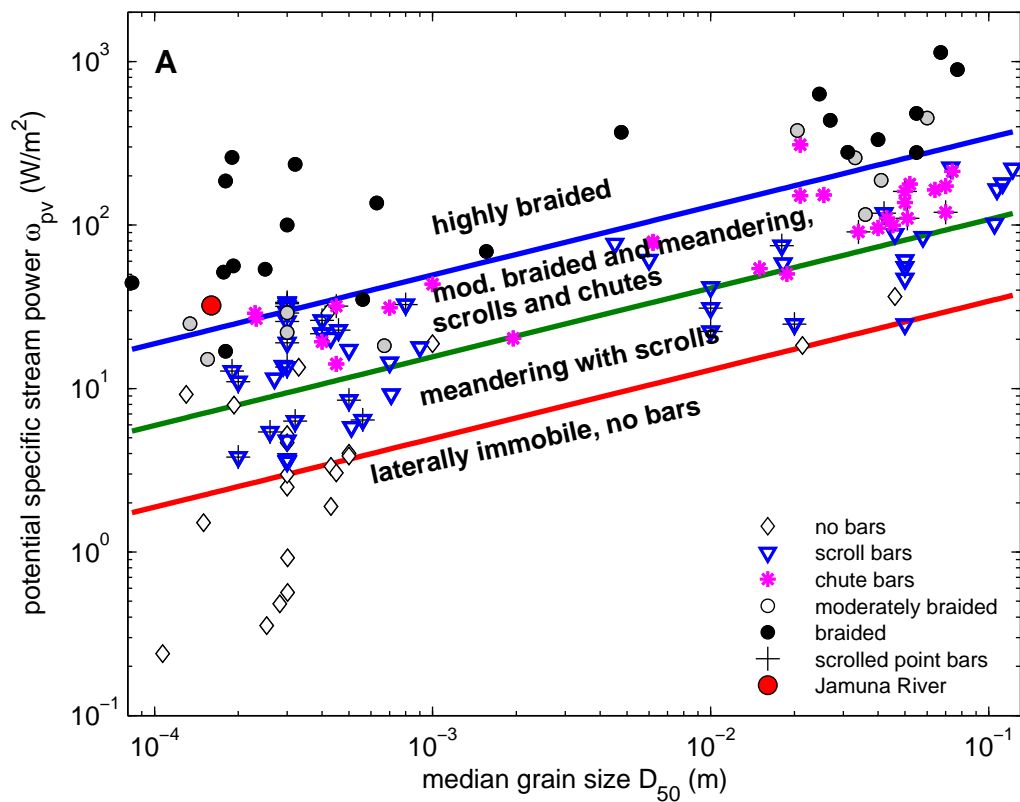 A
10³
10²
10¹
10⁰
10⁻¹
potential specific stream power ω_pv (W/m²)
highly braided
mod. braided and meandering,
scrolls and chutes
meandering with scrolls
laterally immobile, no bars
no bars
scroll bars
chute bars
moderately braided
braided
scrolled point bars
Jamuna River
10⁻⁴
10⁻³
10⁻²
10⁻¹
median grain size D₅₀ (m)